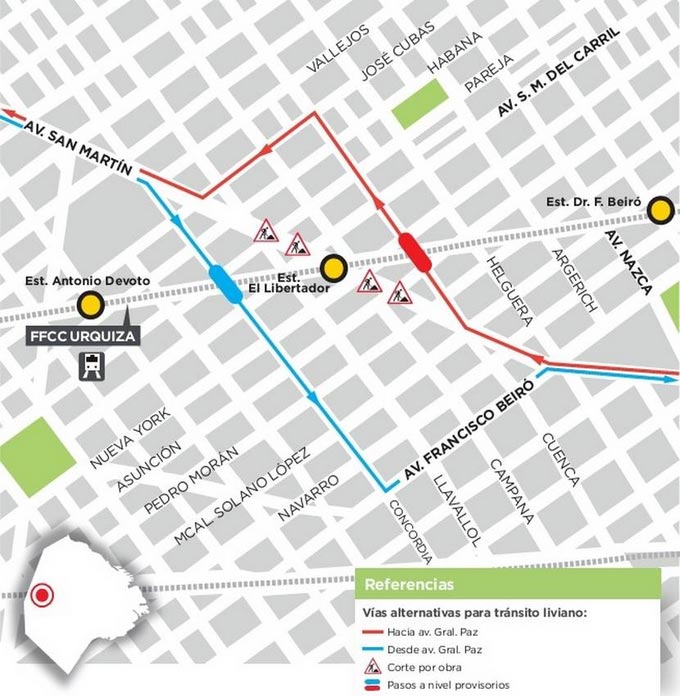 VALLEJOS
JOSÉ CUBAS
HABANA
PAREJA
AV. S. M. DEL CARRIL
AV. SAN MARTÍN
Est. Dr. F. Beiró
AV. NAZCA
ARGERICH
HELGUERA
Est.
El Libertador
Est. Antonio Devoto
FFCC URQUIZA
AV. FRANCISCO BEIRÓ
NUEVA YORK
ASUNCIÓN
PEDRO MORÁN
MCAL. SOLANO LÓPEZ
NAVARRO
CONCORDIA
LLAVALLOL
CAMPANA
CUENCA
Referencias
Vías alternativas para tránsito liviano:
Hacia av. Gral. Paz
Desde av. Gral. Paz
Corte por obra
Pasos a nivel provisorios